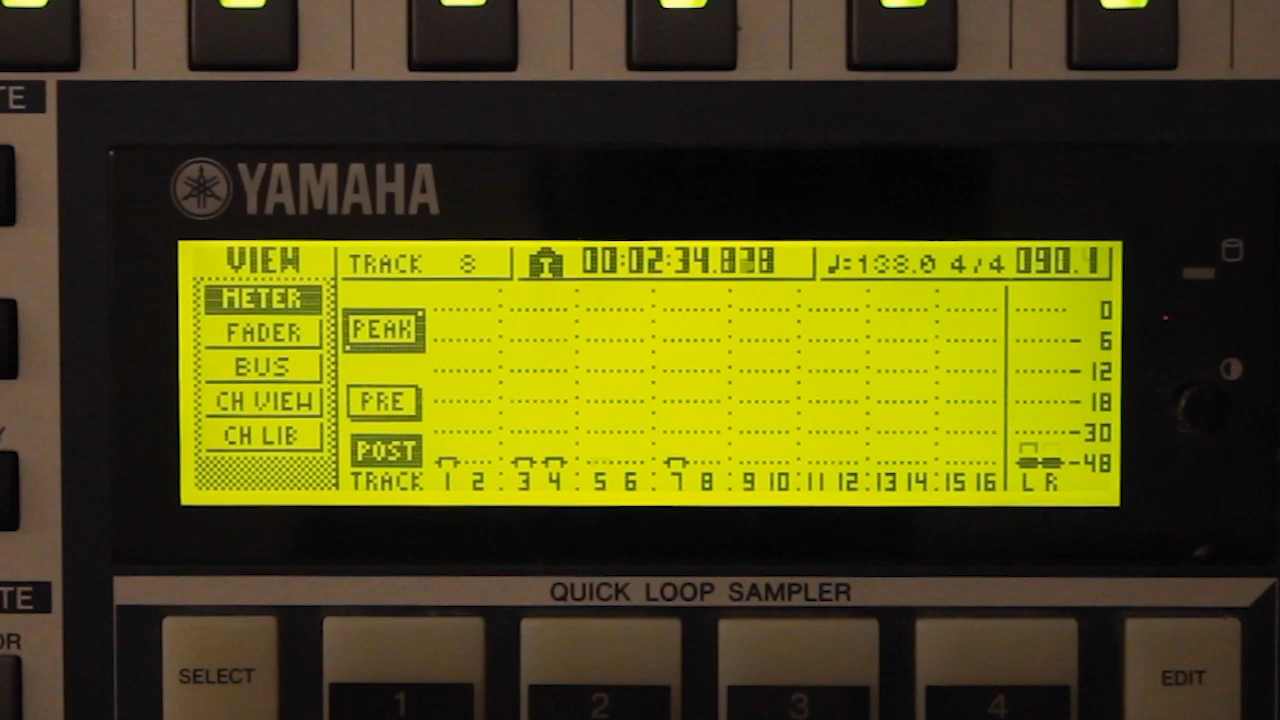 TE
YAMAHA
VIEW TRACK 8 00:02:34.828 ♩=138.0 4/4 090.1
METER
FADER
BUS
CH VIEW
CH LIB
PEAK
PRE
POST
0
6
12
18
30
48
TRACK 1 2 3 4 5 6 7 8 9 10 11 12 13 14 15 16 L R
QUICK LOOP SAMPLER
TE
OR
SELECT
1
2
3
4
EDIT